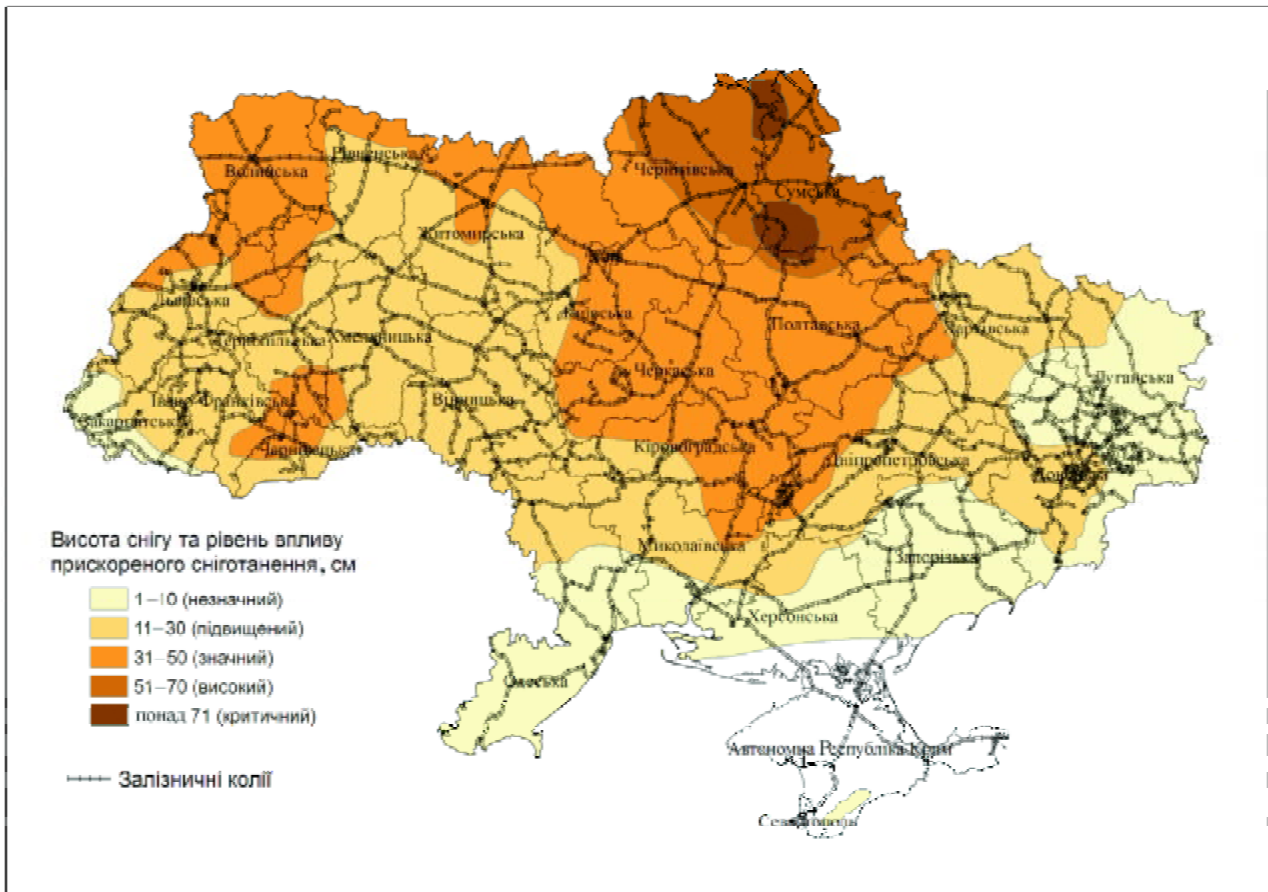 Волинська
Рівненська
Чернігівська
Сумська
Житомирська
Київ
Львівська
Київська
Полтавська
Харківська
Тернопільська
Хмельницька
Черкаська
Луганська
Івано-Франківська
Вінницька
Закарпатська
Чернівецька
Кіровоградська
Дніпропетровська
Донецька
Миколаївська
Запорізька
Херсонська
Одеська
Автономна Республіка Крим
Севастополь
Висота снігу та рівень впливу
прискореного сніготанення, см
1–10 (незначний)
11–30 (підвищений)
31–50 (значний)
51–70 (високий)
понад 71 (критичний)
Залізничні колії